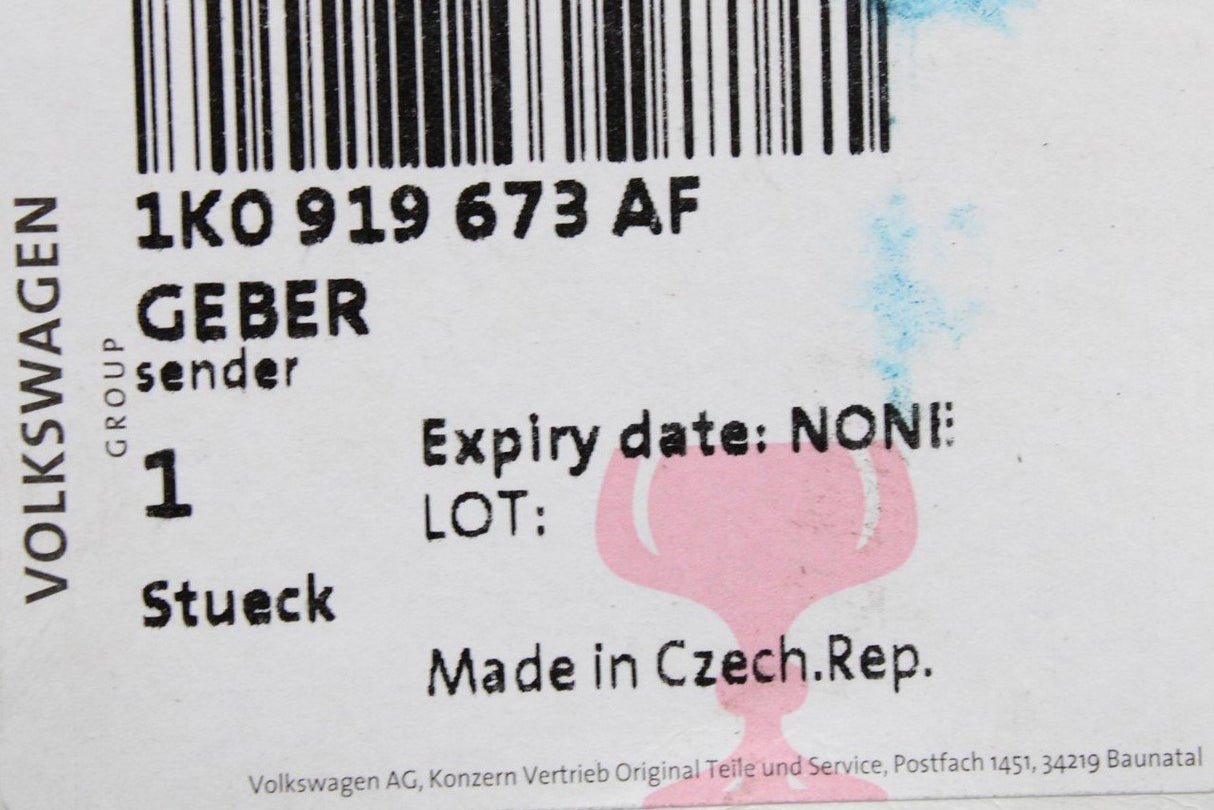 VOLKSWAGEN
GROUP
1K0 919 673 AF
GEBER
sender
1
Expiry date: NONE
LOT:
Stueck
Made in Czech.Rep.
Volkswagen AG, Konzern Vertrieb Original Teile und Service, Postfach 1451, 34219 Baunatal